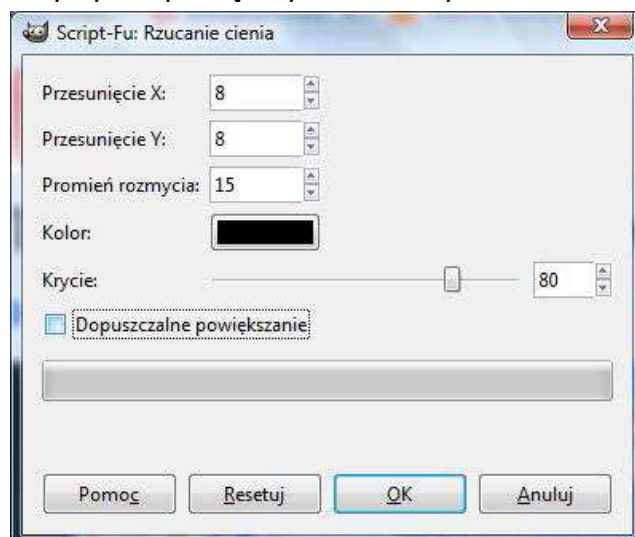 Script-Fu: Rzucanie cienia
Przesunięcie X: 8
Przesunięcie Y: 8
Promień rozmycia: 15
Kolor:
Krycie: 80
Dopuszczalne powiększanie
Pomoc Resetuj OK Anuluj